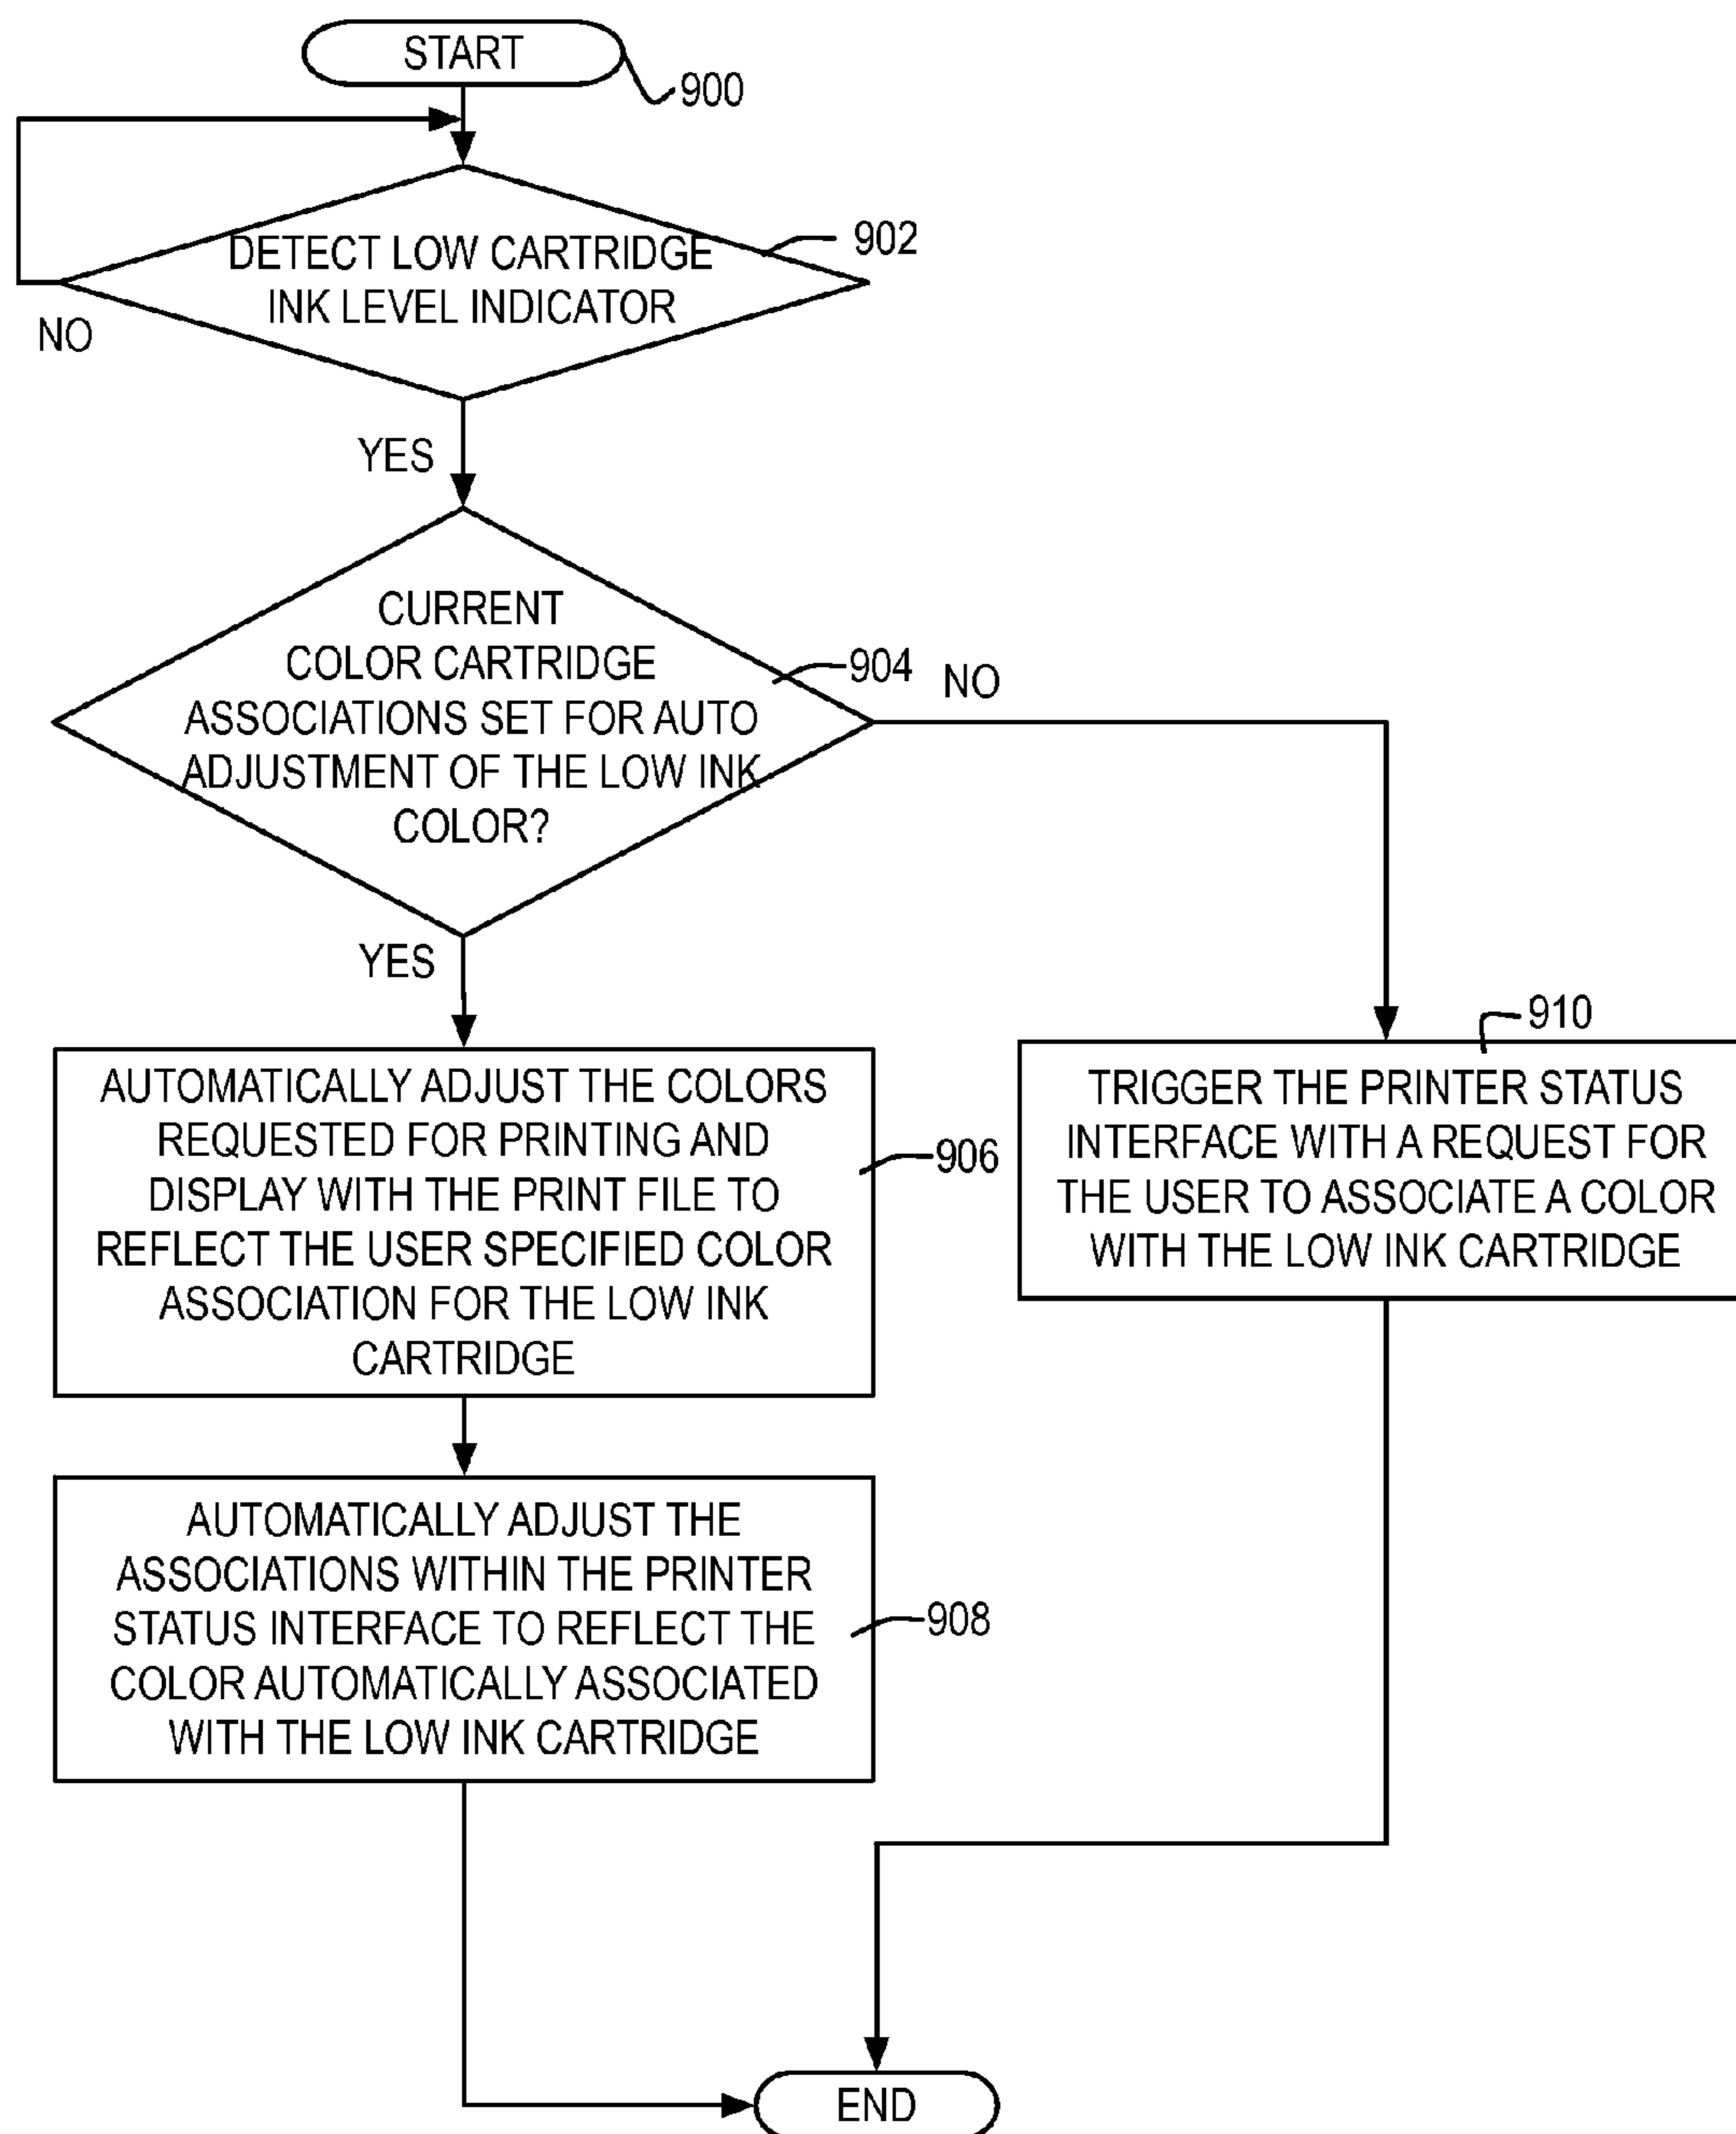 START
900
DETECT LOW CARTRIDGE
INK LEVEL INDICATOR
902
NO
YES
CURRENT
COLOR CARTRIDGE
ASSOCIATIONS SET FOR AUTO
ADJUSTMENT OF THE LOW INK
COLOR?
904
NO
YES
AUTOMATICALLY ADJUST THE COLORS
REQUESTED FOR PRINTING AND
DISPLAY WITH THE PRINT FILE TO
REFLECT THE USER SPECIFIED COLOR
ASSOCIATION FOR THE LOW INK
CARTRIDGE
906
910
TRIGGER THE PRINTER STATUS
INTERFACE WITH A REQUEST FOR
THE USER TO ASSOCIATE A COLOR
WITH THE LOW INK CARTRIDGE
AUTOMATICALLY ADJUST THE
ASSOCIATIONS WITHIN THE PRINTER
STATUS INTERFACE TO REFLECT THE
COLOR AUTOMATICALLY ASSOCIATED
WITH THE LOW INK CARTRIDGE
908
END